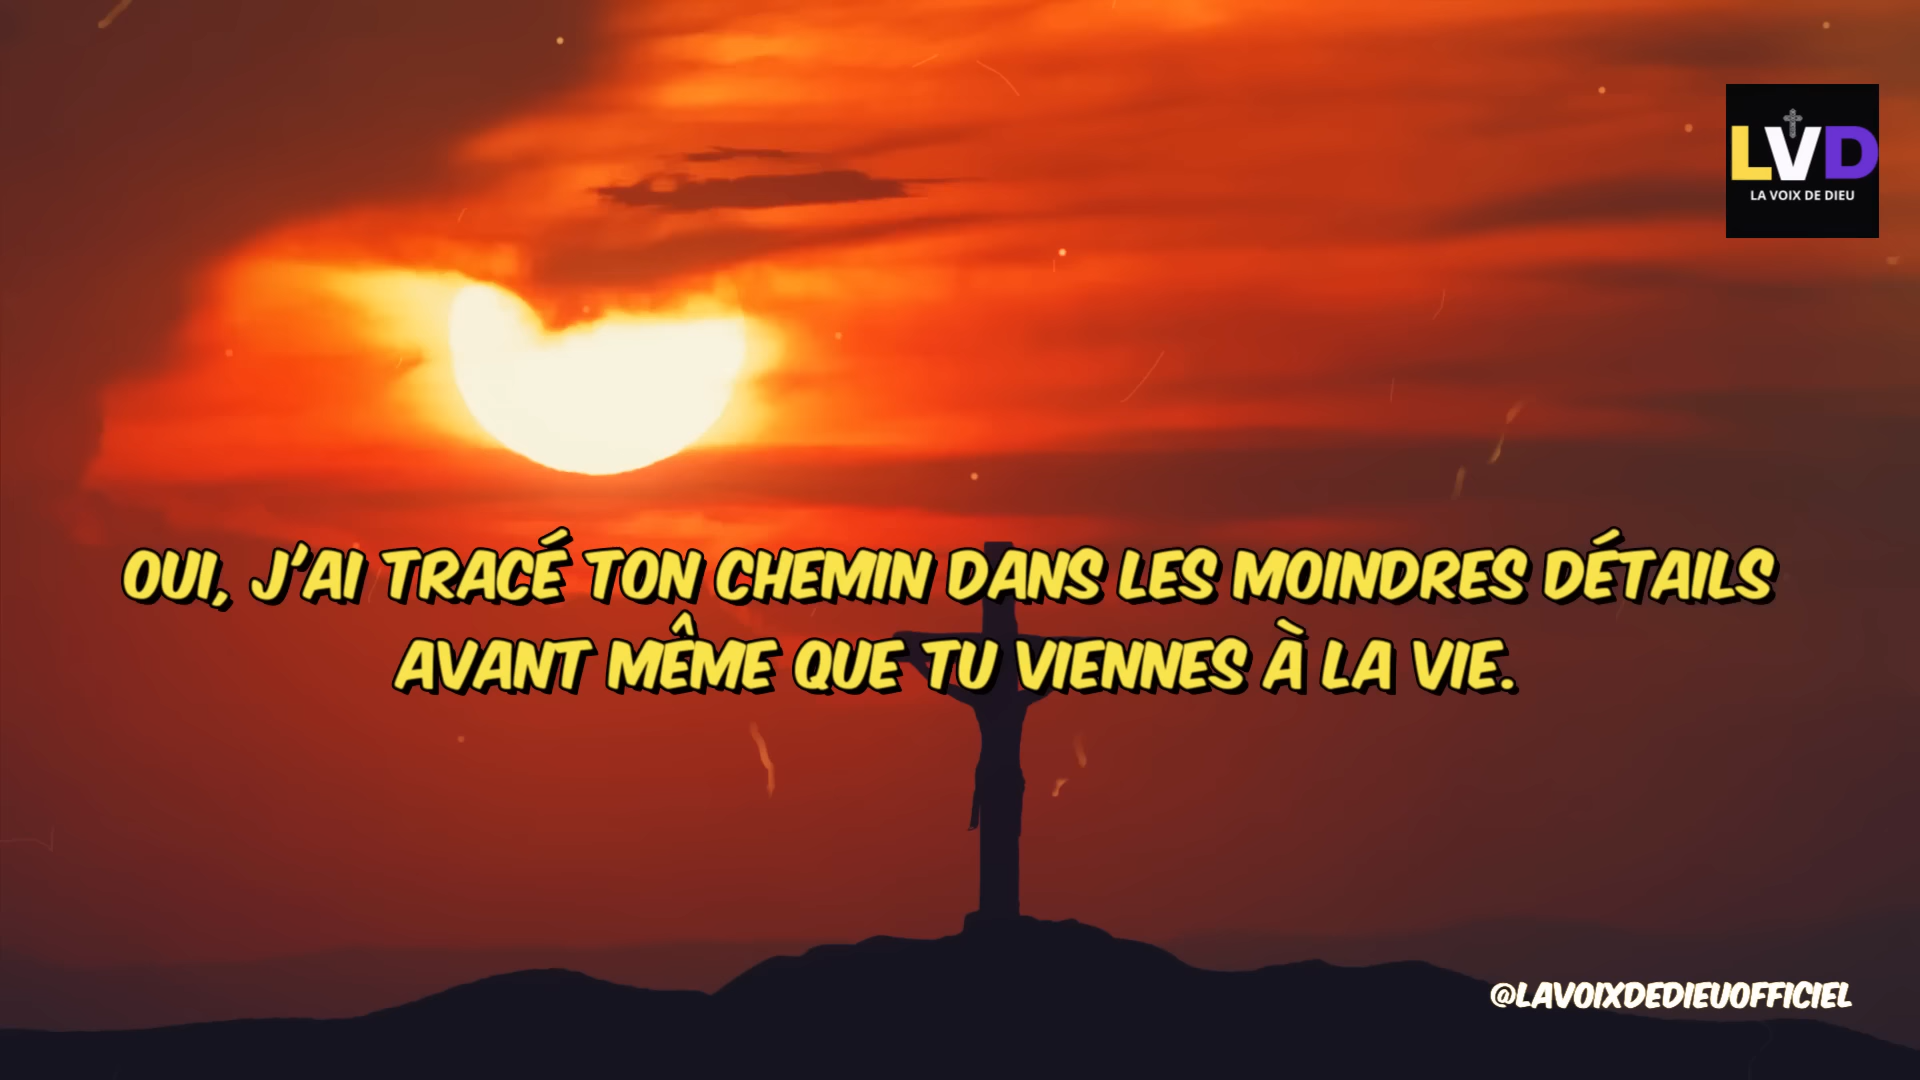 LVD
LA VOIX DE DIEU
OUI, J'AI TRACÉ TON CHEMIN DANS LES MOINDRES DÉTAILS
AVANT MÊME QUE TU VIENNES À LA VIE.
@LAVOIXDEDIEUOFFICIEL